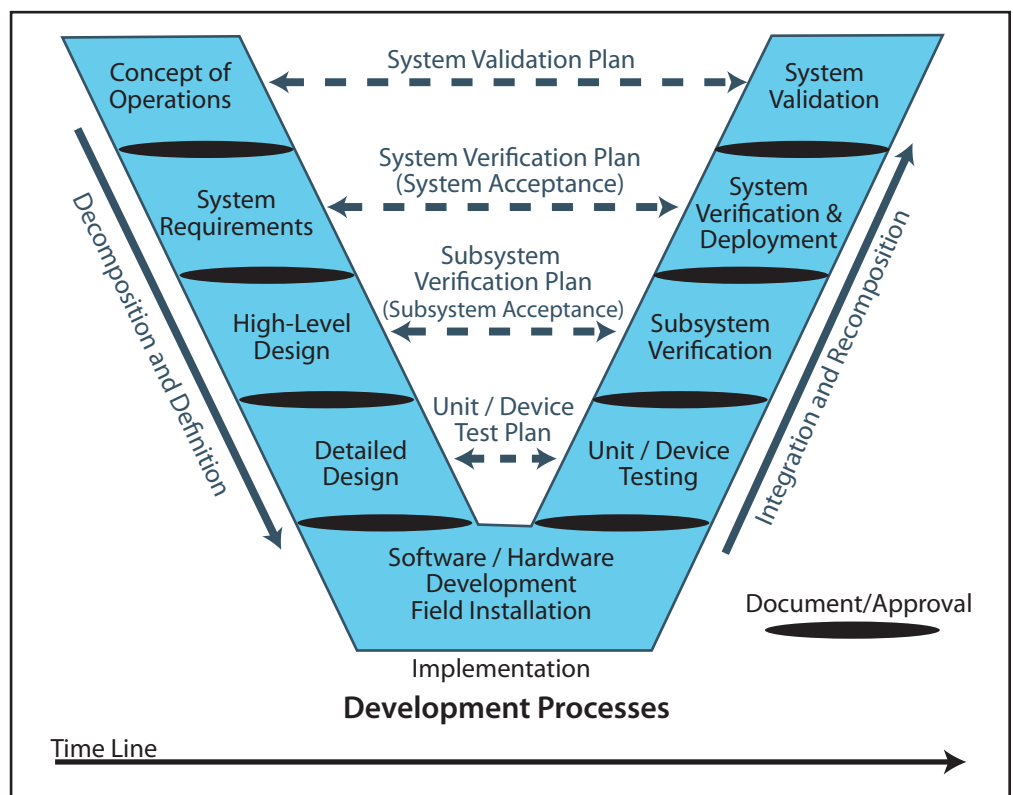 Concept of
Operations
System Validation Plan
System
Validation
System Verification Plan
(System Acceptance)
System
Requirements
System
Verification &
Deployment
Decomposition and Definition
Subsystem
Verification Plan
(Subsystem Acceptance)
High-Level
Design
Subsystem
Verification
Integration and Recomposition
Unit / Device
Test Plan
Detailed
Design
Unit / Device
Testing
Software / Hardware
Development
Field Installation
Document/Approval
Implementation
Development Processes
Time Line